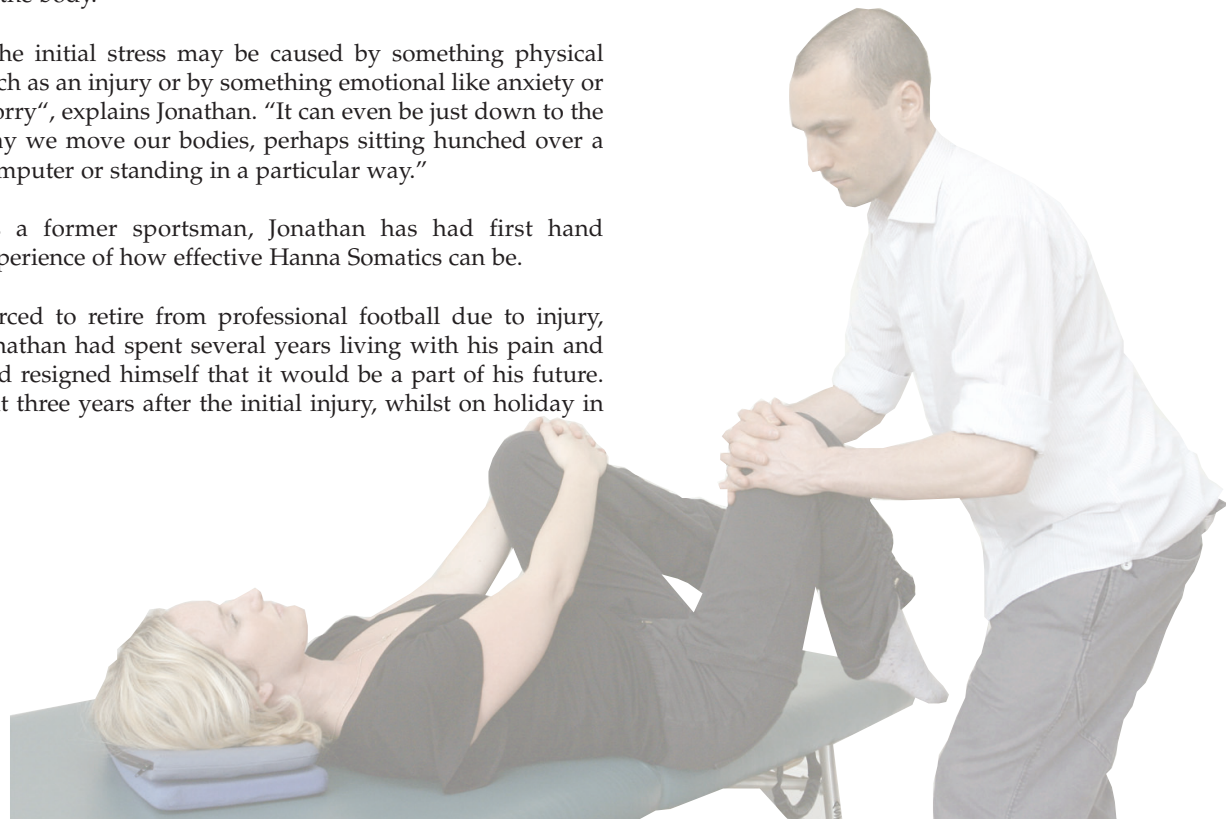 the body.
he initial stress may be caused by something physical
ch as an injury or by something emotional like anxiety or
orry“, explains Jonathan. “It can even be just down to the
ay we move our bodies, perhaps sitting hunched over a
mputer or standing in a particular way.”
s a former sportsman, Jonathan has had first hand
perience of how effective Hanna Somatics can be.
rced to retire from professional football due to injury,
nathan had spent several years living with his pain and
d resigned himself that it would be a part of his future.
t three years after the initial injury, whilst on holiday in